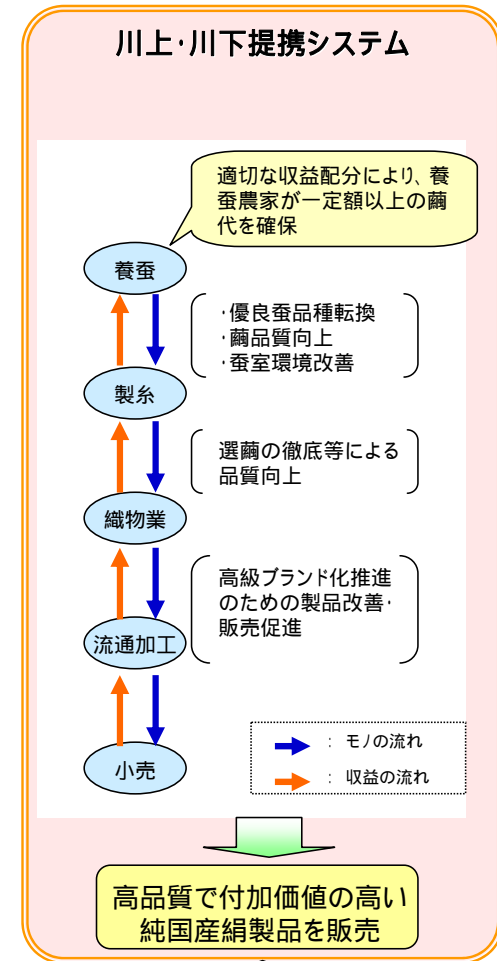 川上･川下提携システム
適切な収益配分により、養
蚕農家が一定額以上の繭
代を確保
養蚕
･優良蚕品種転換
･繭品質向上
･蚕室環境改善
製糸
選繭の徹底等による
品質向上
織物業
高級ブランド化推進
のための製品改善･
販売促進
流通加工
小売
： モノの流れ
： 収益の流れ
高品質で付加価値の高い
純国産絹製品を販売